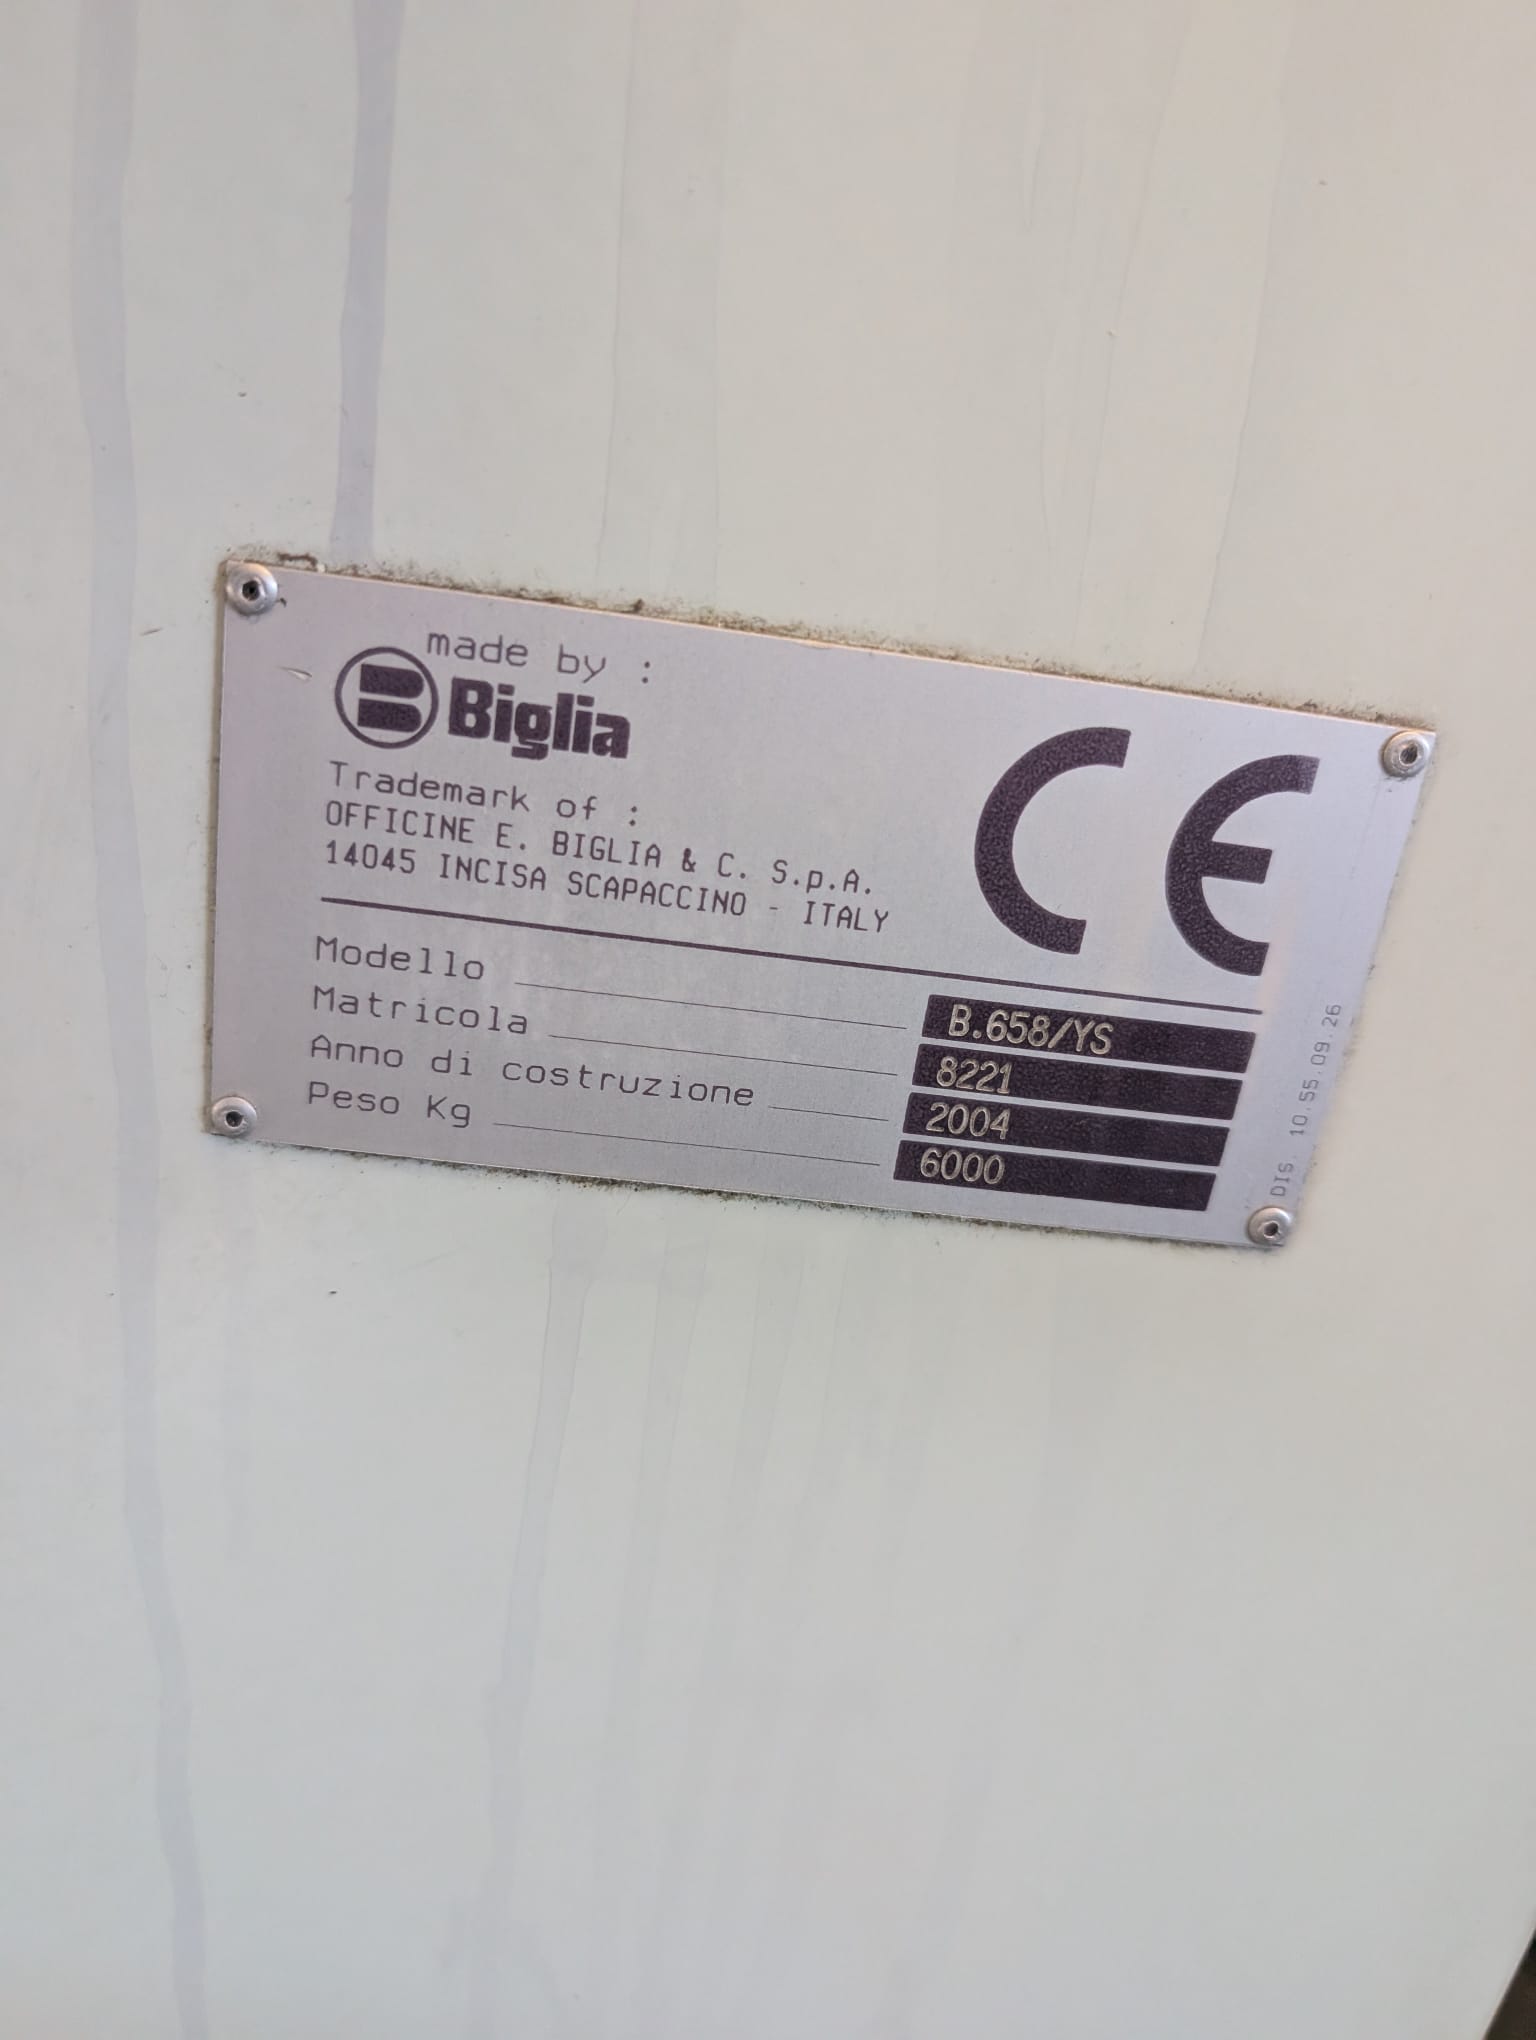 made by :
Biglia
Trademark of :
OFFICINE E. BIGLIA & C. S.p.A.
14045 INCISA SCAPACCINO - ITALY
CE
Modello B.658/YS
Matricola 8221
Anno di costruzione 2004
Peso Kg 6000
DIS. 10.55.09.26